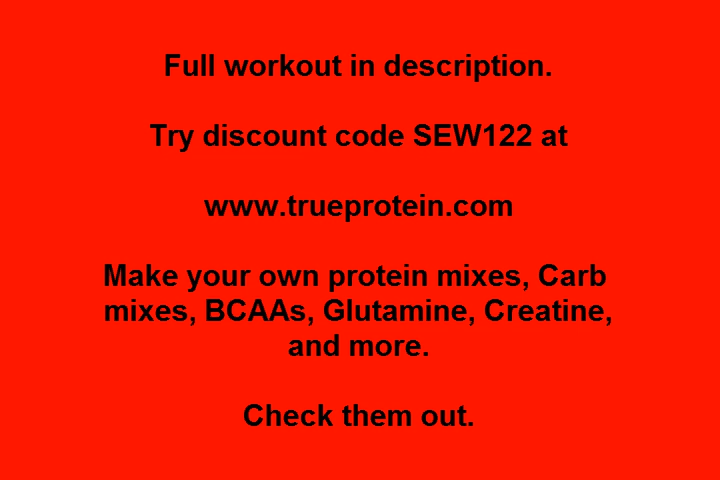 Full workout in description.
Try discount code SEW122 at
www.trueprotein.com
Make your own protein mixes, Carb
mixes, BCAAs, Glutamine, Creatine,
and more.
Check them out.